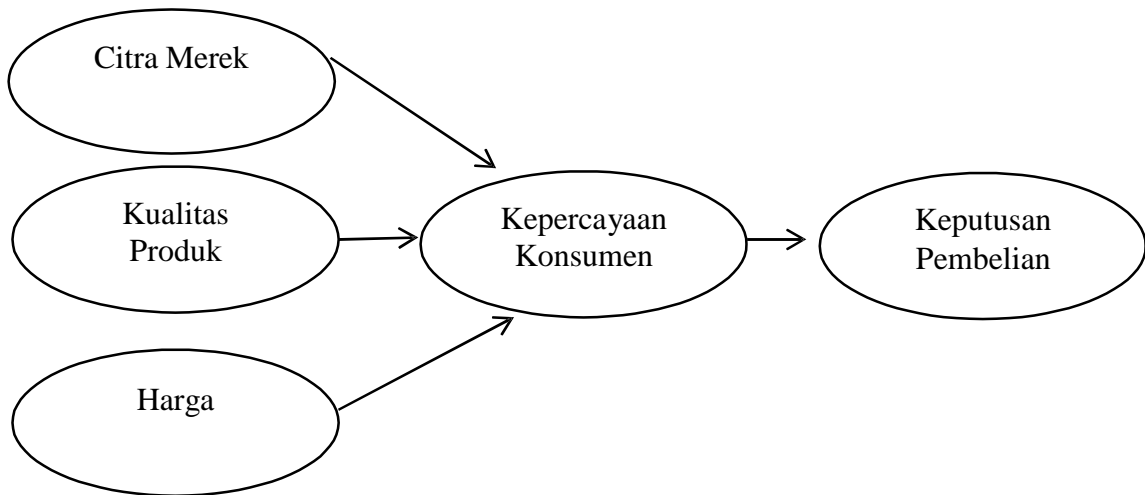 Citra Merek
Kualitas
Produk
Kepercayaan
Konsumen
Keputusan
Pembelian
Harga